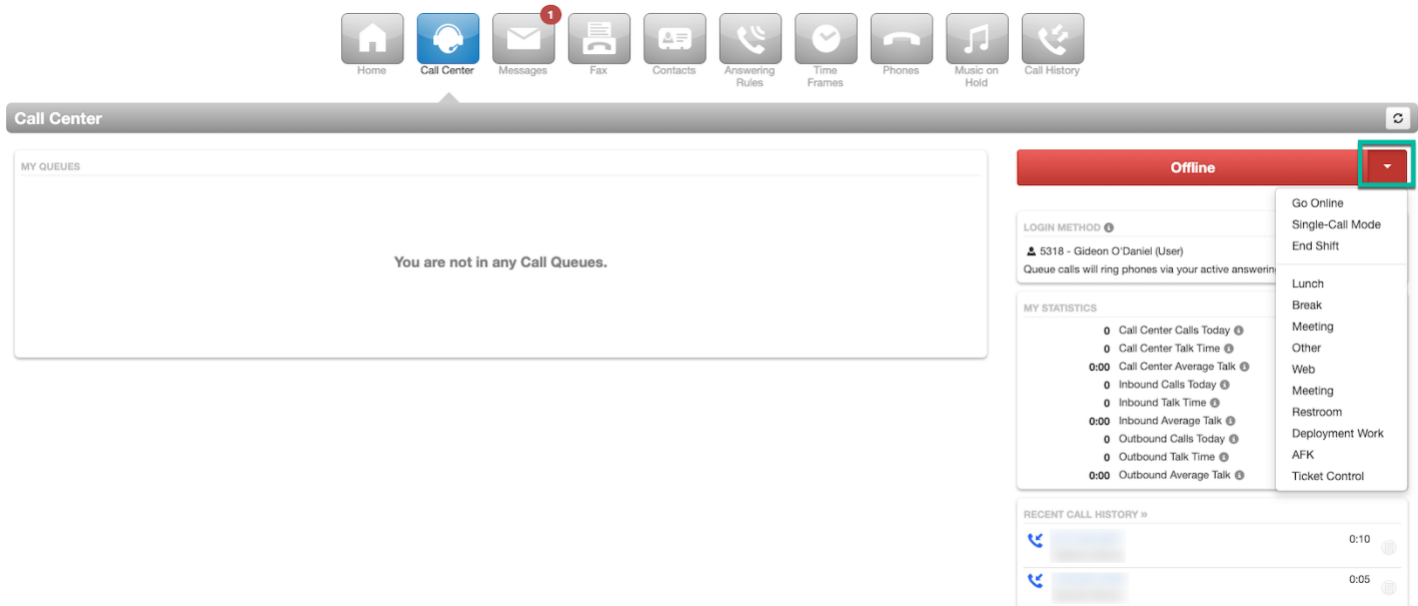 1
Home
Call Center
Messages
Fax
Contacts
Answering
Rules
Time
Frames
Phones
Music on
Hold
Call History
Call Center
MY QUEUES
You are not in any Call Queues.
Offline
Go Online
Single-Call Mode
End Shift
Lunch
Break
Meeting
Other
Web
Meeting
Restroom
Deployment Work
AFK
Ticket Control
LOGIN METHOD
5318 - Gideon O'Daniel (User)
Queue calls will ring phones via your active
MY STATISTICS
0 Call Center Calls Today
0 Call Center Talk Time
0:00 Call Center Average Talk
0 Inbound Calls Today
0 Inbound Talk Time
0:00 Inbound Average Talk
0 Outbound Calls Today
0 Outbound Talk Time
0:00 Outbound Average Talk
RECENT CALL HISTORY »
0:10
0:05